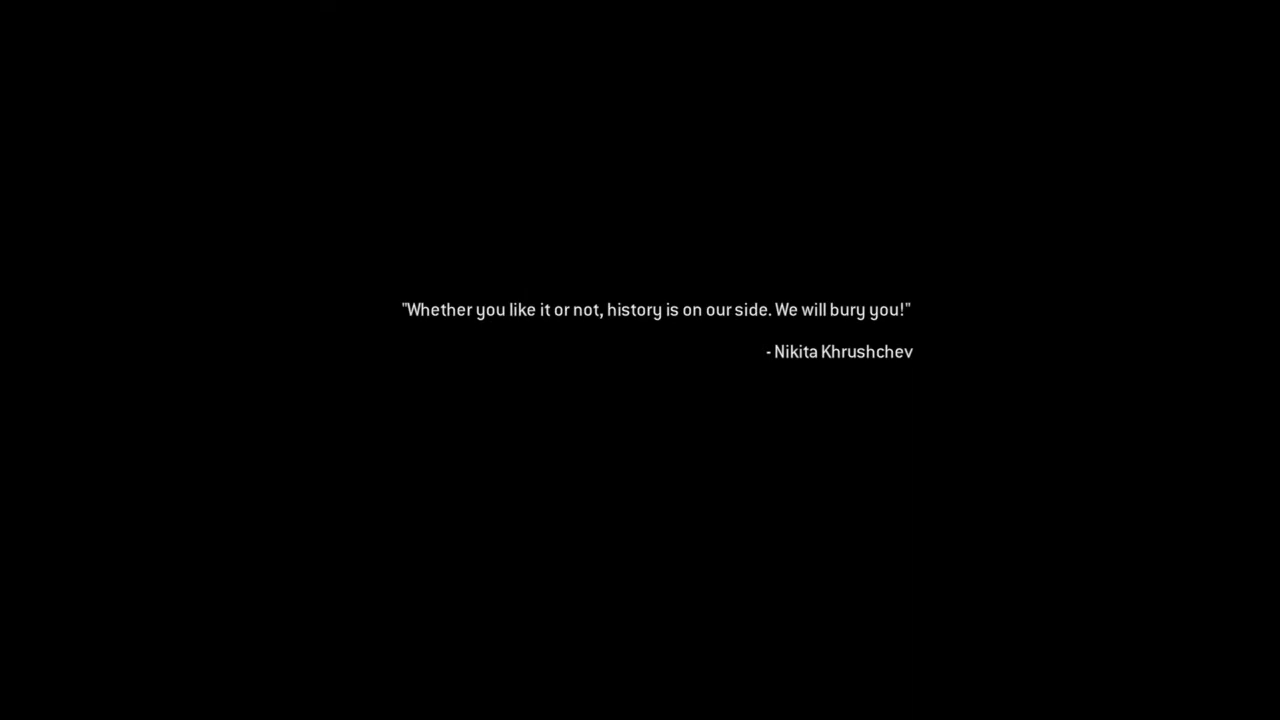 "Whether you like it or not, history is on our side. We will bury you!"
- Nikita Khrushchev